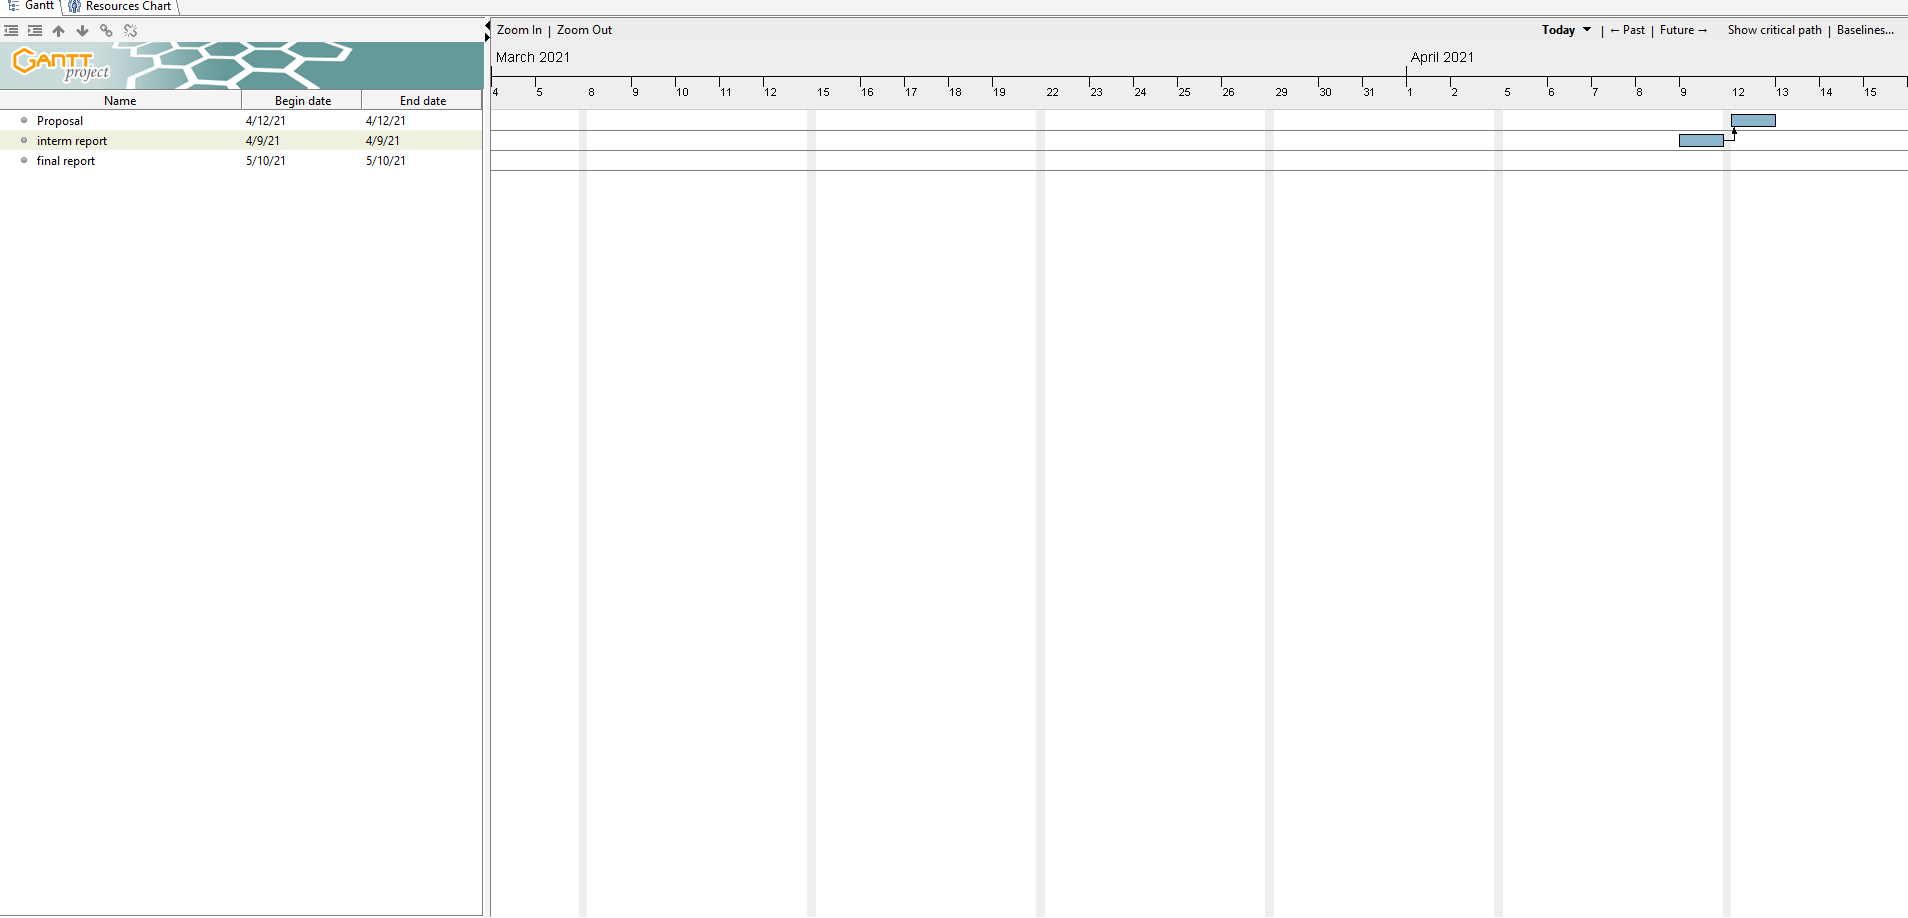 Gantt Resources Chart
Zoom In | Zoom Out Today | ←Past | Future→ Show critical path | Baselines...
GANTT
project
March 2021 April 2021
4 5 8 9 10 11 12 15 16 17 18 19 22 23 24 25 26 29 30 31 1 2 5 6 7 8 9 12 13 14 15
Name Begin date End date
Proposal 4/12/21 4/12/21
interm report 4/9/21 4/9/21
final report 5/10/21 5/10/21